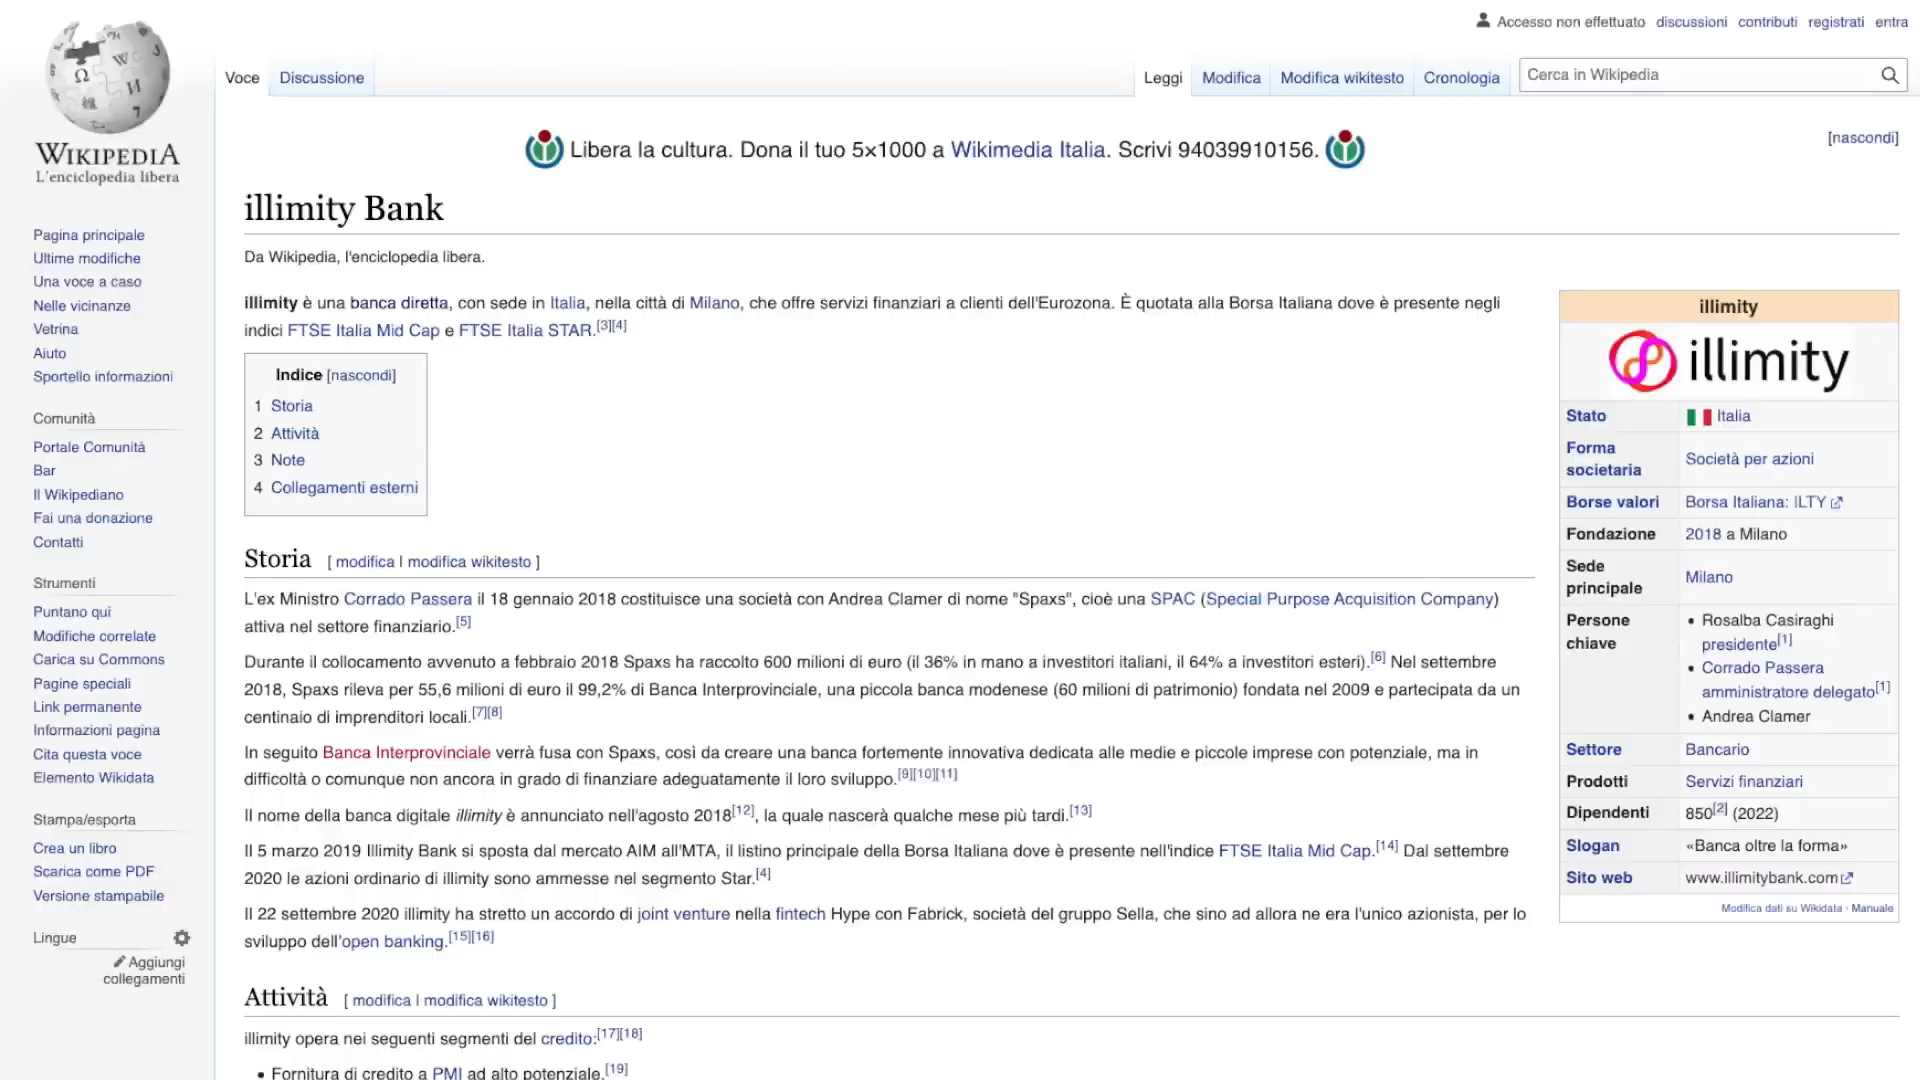 Accesso non effettuato discussioni contributi registrati entra
Voce Discussione Leggi Modifica Modifica wikitesto Cronologia Cerca in Wikipedia
WIKIPEDIA
L'enciclopedia libera
Libera la cultura. Dona il tuo 5×1000 a Wikimedia Italia. Scrivi 94039910156.
[nascondi]
illimity Bank
Da Wikipedia, l'enciclopedia libera.
Pagina principale
Ultime modifiche
Una voce a caso
Nelle vicinanze
Vetrina
Aiuto
Sportello informazioni
Comunità
Portale Comunità
Bar
Il Wikipediano
Fai una donazione
Contatti
Strumenti
Puntano qui
Modifiche correlate
Carica su Commons
Pagine speciali
Link permanente
Informazioni pagina
Cita questa voce
Elemento Wikidata
Stampa/esporta
Crea un libro
Scarica come PDF
Versione stampabile
Lingue
Aggiungi
collegamenti
illimity è una banca diretta, con sede in Italia, nella città di Milano, che offre servizi finanziari a clienti dell'Eurozona. È quotata alla Borsa Italiana dove è presente negli
indici FTSE Italia Mid Cap e FTSE Italia STAR.[3][4]
Indice [nascondi]
1 Storia
2 Attività
3 Note
4 Collegamenti esterni
Storia [ modifica | modifica wikitesto ]
L'ex Ministro Corrado Passera il 18 gennaio 2018 costituisce una società con Andrea Clamer di nome "Spaxs", cioè una SPAC (Special Purpose Acquisition Company)
attiva nel settore finanziario.[5]
Durante il collocamento avvenuto a febbraio 2018 Spaxs ha raccolto 600 milioni di euro (il 36% in mano a investitori italiani, il 64% a investitori esteri).[6] Nel settembre
2018, Spaxs rileva per 55,6 milioni di euro il 99,2% di Banca Interprovinciale, una piccola banca modenese (60 milioni di patrimonio) fondata nel 2009 e partecipata da un
centinaio di imprenditori locali.[7][8]
In seguito Banca Interprovinciale verrà fusa con Spaxs, così da creare una banca fortemente innovativa dedicata alle medie e piccole imprese con potenziale, ma in
difficoltà o comunque non ancora in grado di finanziare adeguatamente il loro sviluppo.[9][10][11]
Il nome della banca digitale illimity è annunciato nell'agosto 2018[12], la quale nascerà qualche mese più tardi.[13]
Il 5 marzo 2019 Illimity Bank si sposta dal mercato AIM all'MTA, il listino principale della Borsa Italiana dove è presente nell'indice FTSE Italia Mid Cap.[14] Dal settembre
2020 le azioni ordinario di illimity sono ammesse nel segmento Star.[4]
Il 22 settembre 2020 illimity ha stretto un accordo di joint venture nella fintech Hype con Fabrick, società del gruppo Sella, che sino ad allora ne era l'unico azionista, per lo
sviluppo dell'open banking.[15][16]
Attività [ modifica | modifica wikitesto ]
illimity opera nei seguenti segmenti del credito:[17][18]
• Fornitura di credito a PMI ad alto potenziale.[19]
illimity
illimity
Stato Italia
Forma
societaria Società per azioni
Borse valori Borsa Italiana: ILTY
Fondazione 2018 a Milano
Sede
principale Milano
Persone
chiave
• Rosalba Casiraghi
presidente[1]
• Corrado Passera
amministratore delegato[1]
• Andrea Clamer
Settore Bancario
Prodotti Servizi finanziari
Dipendenti 850[2] (2022)
Slogan «Banca oltre la forma»
Sito web www.illimitybank.com
Modifica dati su Wikidata · Manuale